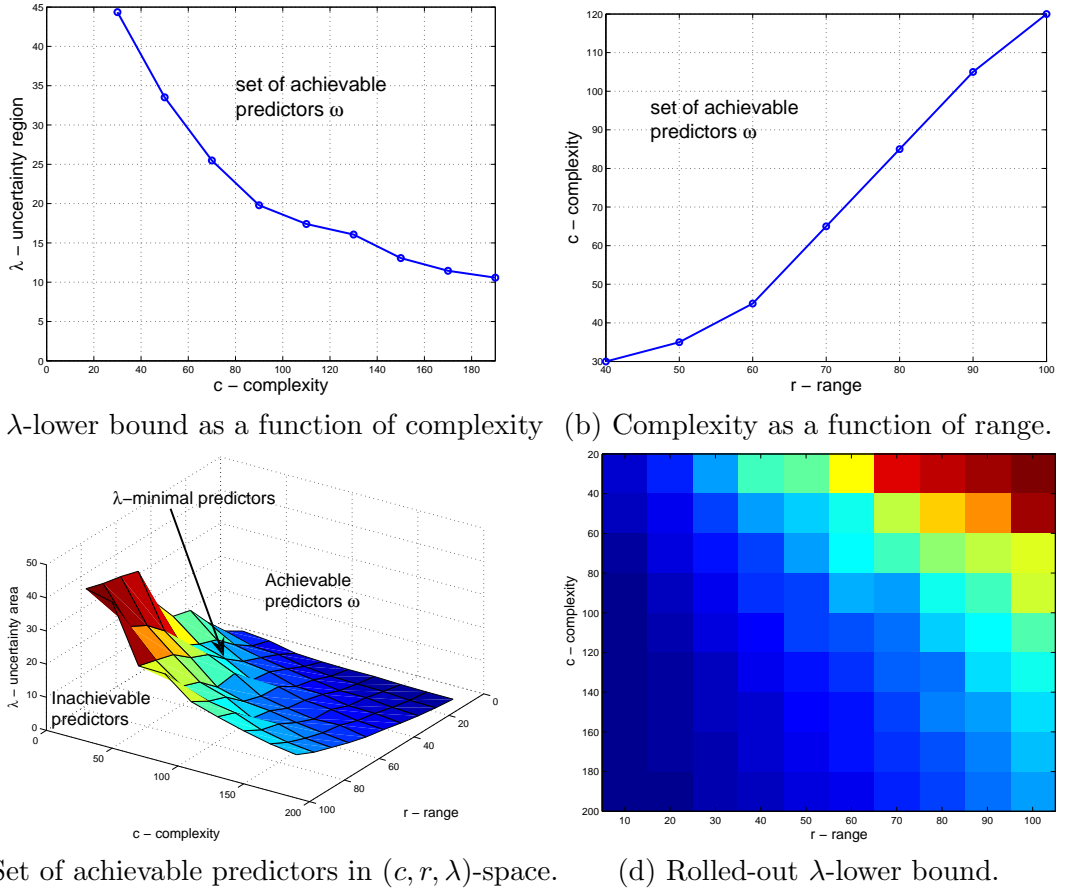 45
40
35
30
25
20
15
10
5
0
λ − uncertainty region
set of achievable
predictors ω
0 20 40 60 80 100 120 140 160 180
c − complexity
120
110
100
90
80
70
60
50
40
30
c − complexity
set of achievable
predictors ω
40 50 60 70 80 90 100
r − range
λ-lower bound as a function of complexity
(b) Complexity as a function of range.
λ−minimal predictors
Achievable
predictors ω
Inachievable
predictors
50
40
30
20
10
0
λ − uncertainty area
0
50
100
150
200
c − complexity
0
20
40
60
80
100
r − range
20
40
60
80
100
120
140
160
180
200
c − complexity
10 20 30 40 50 60 70 80 90 100
r − range
Set of achievable predictors in (c, r, λ)-space.
(d) Rolled-out λ-lower bound.